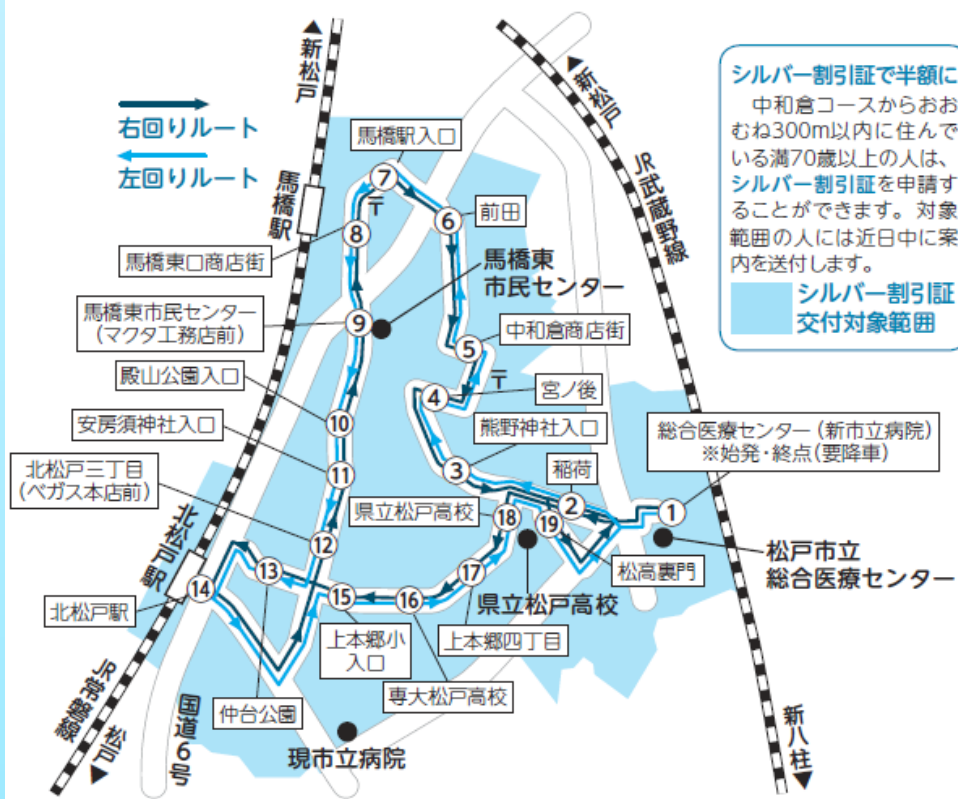 ▲新松戸
右回りルート
左回りルート
馬橋駅
馬橋駅入口
7
〒
6
前田
8
馬橋東口商店街
馬橋東
市民センター
馬橋東市民センター
(マクタ工務店前)
9
5
中和倉商店街
殿山公園入口
〒
4
宮ノ後
10
安房須神社入口
熊野神社入口
11
3
総合医療センター(新市立病院)
※始発・終点(要降車)
北松戸三丁目
(ペガス本店前)
稲荷
2
1
県立松戸高校
18
19
12
松戸市立
総合医療センター
北松戸駅
13
17
松高裏門
14
県立松戸高校
北松戸駅
15
16
上本郷小
入口
上本郷四丁目
専大松戸高校
仲台公園
JR常磐線
松戸▼
国道6号
現市立病院
▲新松戸
JR武蔵野線
新八柱▼
シルバー割引証で半額に
中和倉コースからおお
むね300m以内に住んで
いる満70歳以上の人は、
シルバー割引証を申請す
ることができます。対象
範囲の人には近日中に案
内を送付します。
シルバー割引証
交付対象範囲